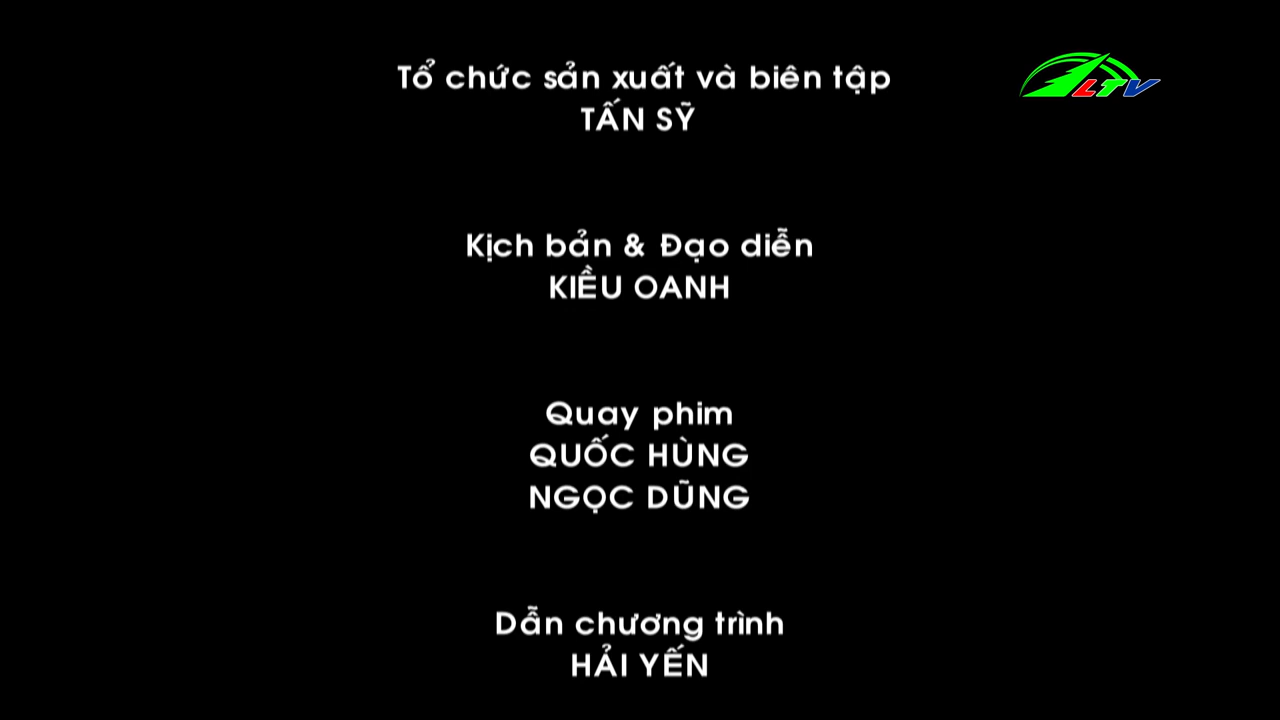 Tổ chức sản xuất và biên tập
LTV
TẤN SỸ
Kịch bản & Đạo diễn
KIỀU OANH
Quay phim
QUỐC HÙNG
NGỌC DŨNG
Dẫn chương trình
HẢI YẾN